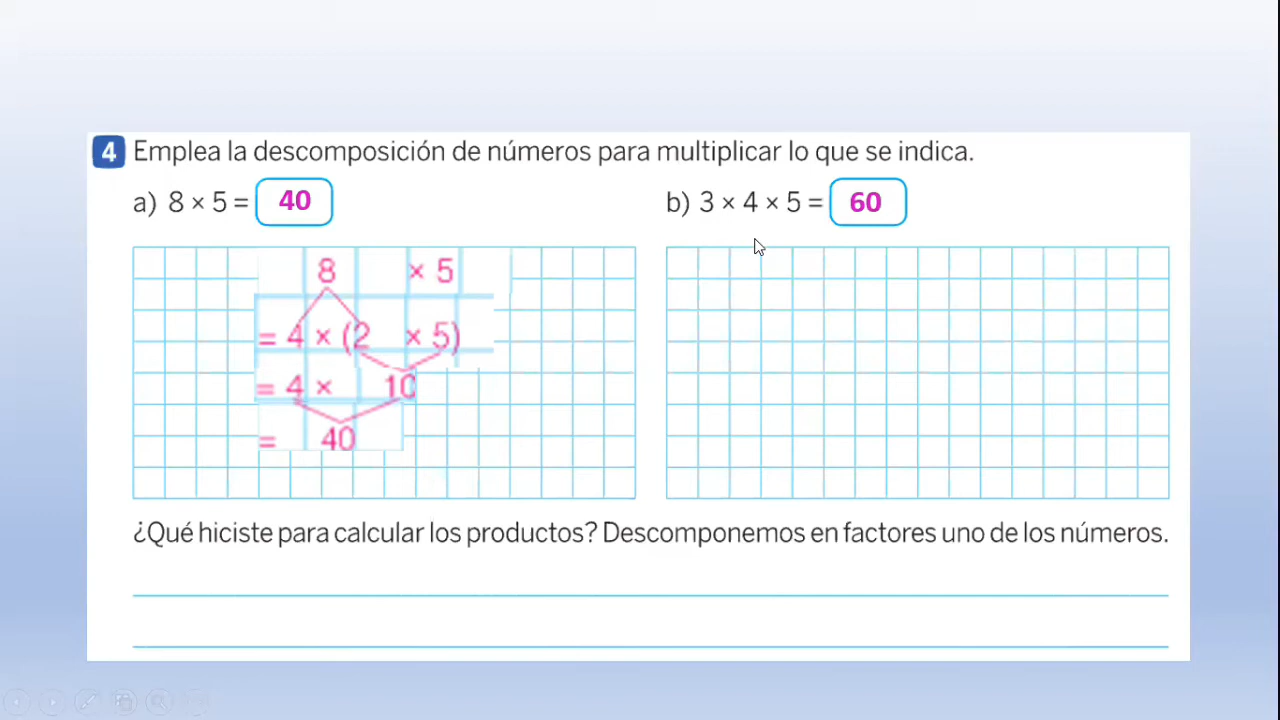 4 Emplea la descomposición de números para multiplicar lo que se indica.
a) 8 × 5 = 40
b) 3 × 4 × 5 = 60
8 × 5
= 4 × (2 × 5)
= 4 × 10
= 40
¿Qué hiciste para calcular los productos? Descomponemos en factores uno de los números.